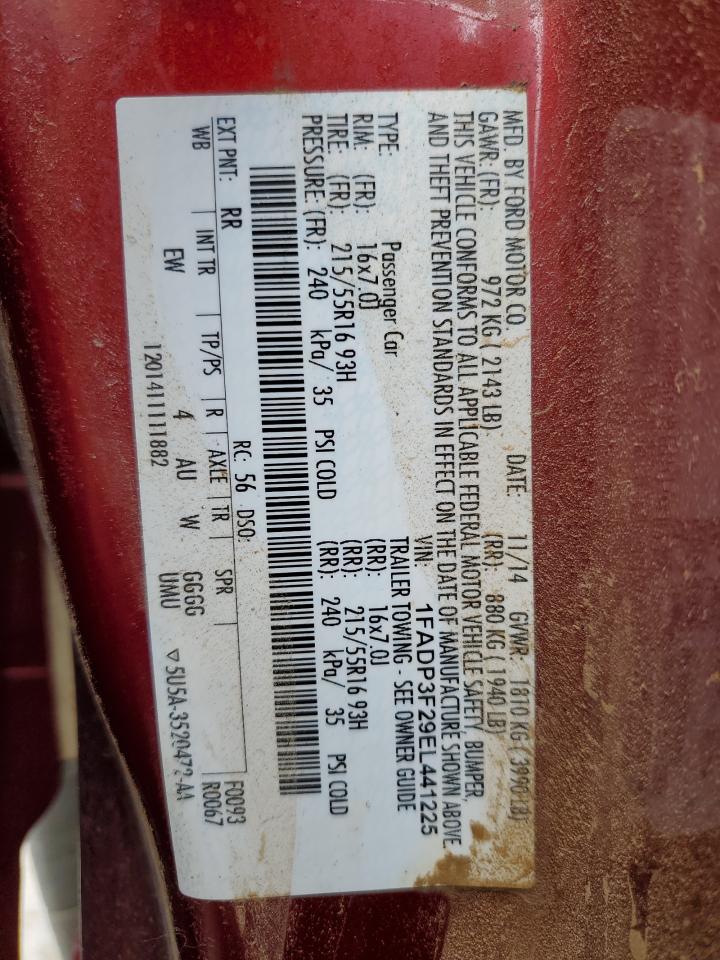 MFD. BY FORD MOTOR CO. DATE: 11/14 GVWR: 1810 KG ( 3990 LB)
GAWR: (FR): 972 KG ( 2143 LB) (RR): 880 KG ( 1940 LB)
THIS VEHICLE CONFORMS TO ALL APPLICABLE FEDERAL MOTOR VEHICLE SAFETY, BUMPER,
AND THEFT PREVENTION STANDARDS IN EFFECT ON THE DATE OF MANUFACTURE SHOWN ABOVE.
VIN: 1FADP3F29EL441225
TYPE: Passenger Car TRAILER TOWING - SEE OWNER GUIDE
RIM: (FR): 16x7.0J (RR): 16x7.0J
TIRE: (FR): 215/55R16 93H (RR): 215/55R16 93H
PRESSURE: (FR): 240 kPa/ 35 PSI COLD (RR): 240 kPa/ 35 PSI COLD
RC: 56 DSO: F0093
EXT PNT: RR R0067
WB | INT TR | TP/PS | R | AXLE | TR | SPR |
EW 4 AU W GGGG
UMU
1201411111882 ▽ 5U5A-3520472-AA